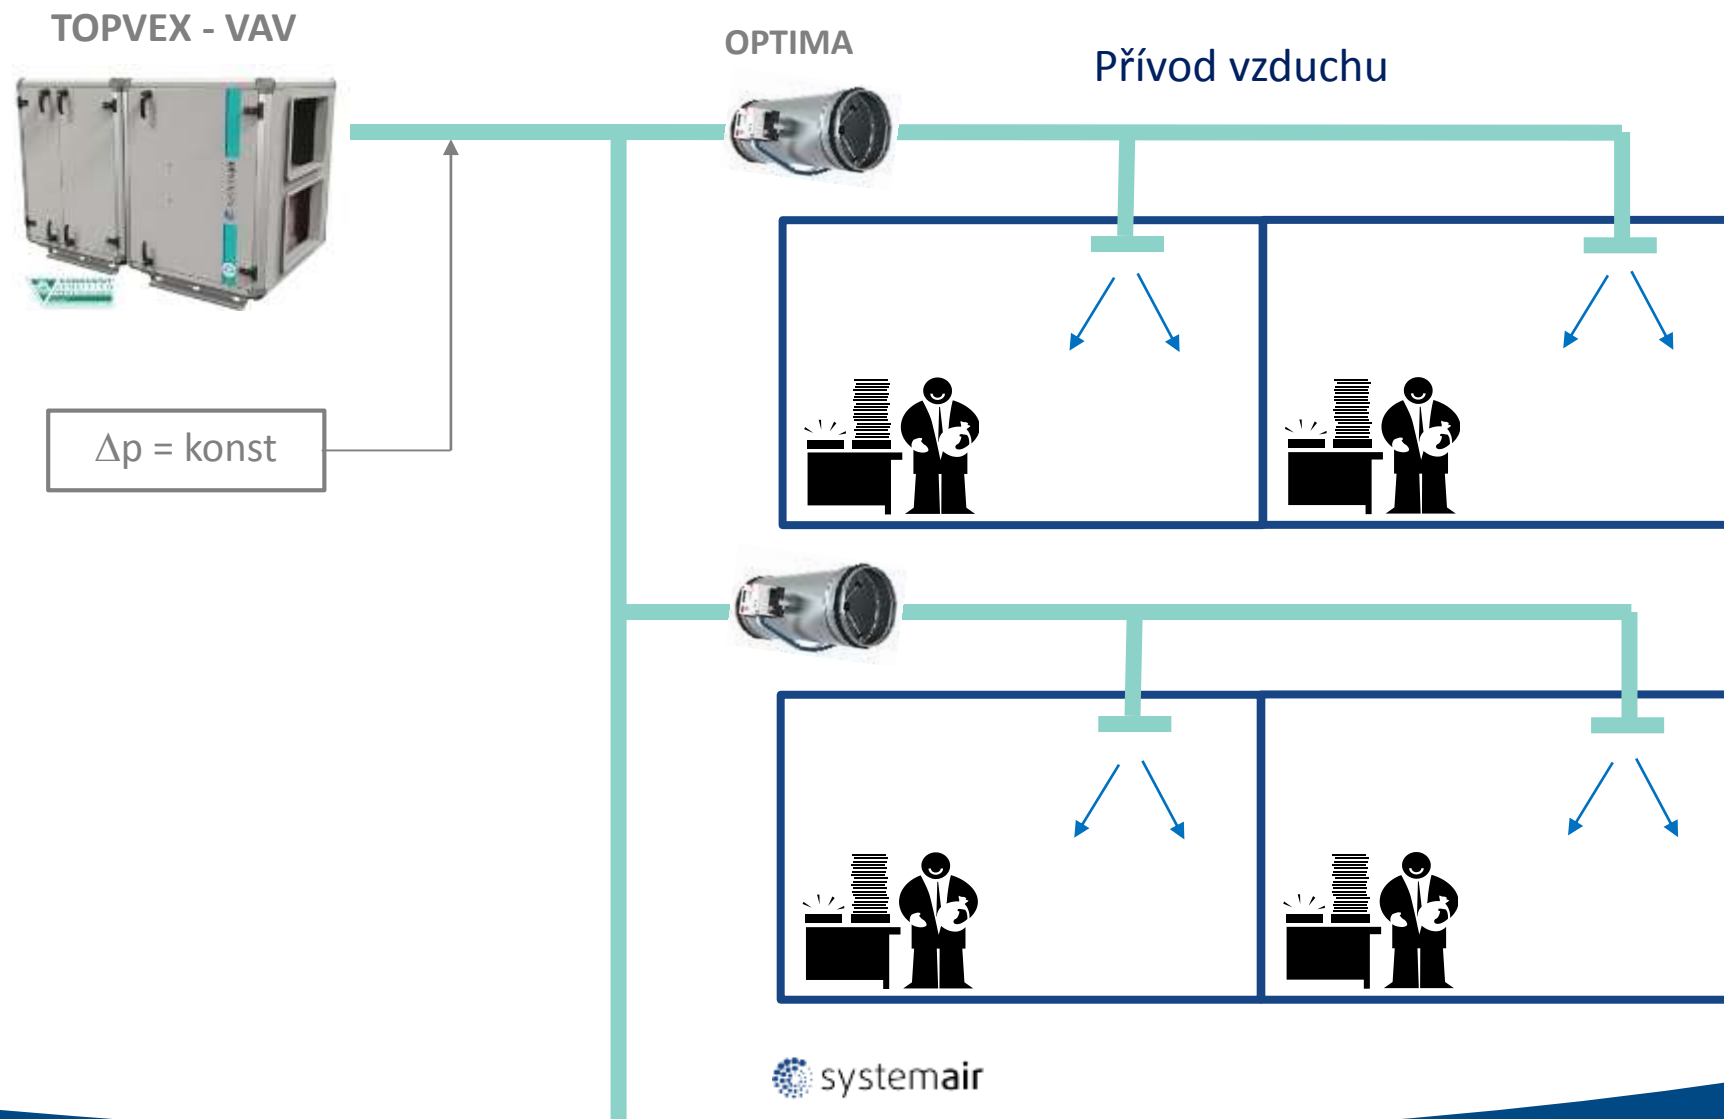 TOPVEX - VAV
OPTIMA
Přívod vzduchu
Δp = konst
systemair